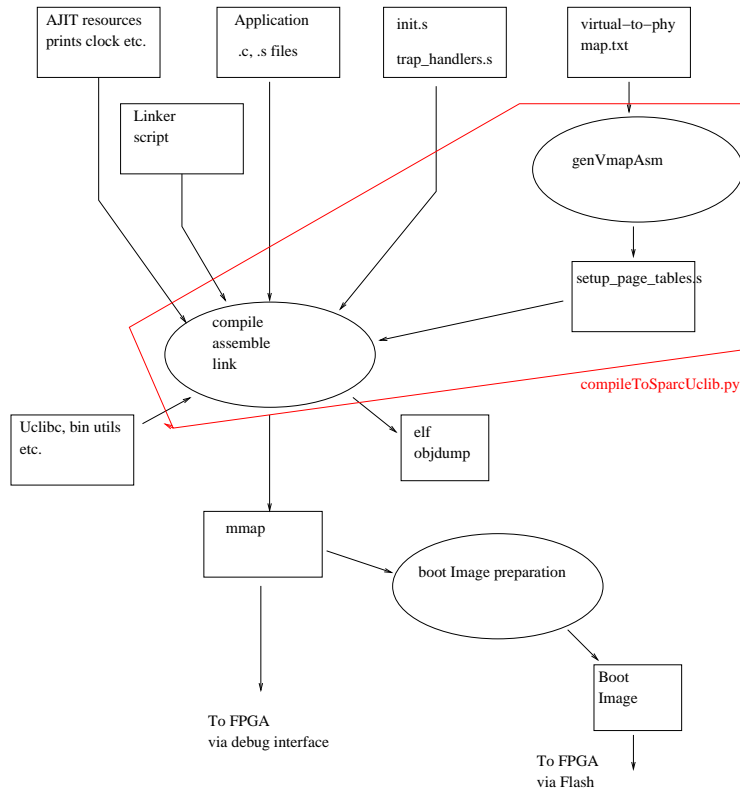 AJIT resources
prints clock etc.
Application
.c, .s files
init.s
trap_handlers.s
virtual−to−phy
map.txt
Linker
script
genVmapAsm
setup_page_tables.s
compile
assemble
link
compileToSparcUclib.py
Uclibc, bin utils
etc.
elf
objdump
mmap
boot Image preparation
Boot
Image
To FPGA
via debug interface
To FPGA
via Flash